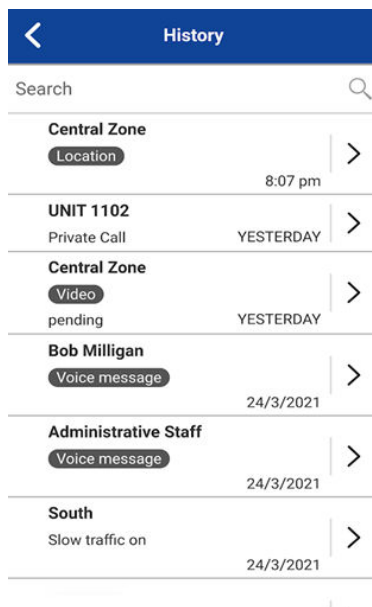 History
Search
Central Zone
Location
8:07 pm
UNIT 1102
Private Call YESTERDAY
Central Zone
Video
pending YESTERDAY
Bob Milligan
Voice message
24/3/2021
Administrative Staff
Voice message
24/3/2021
South
Slow traffic on
24/3/2021